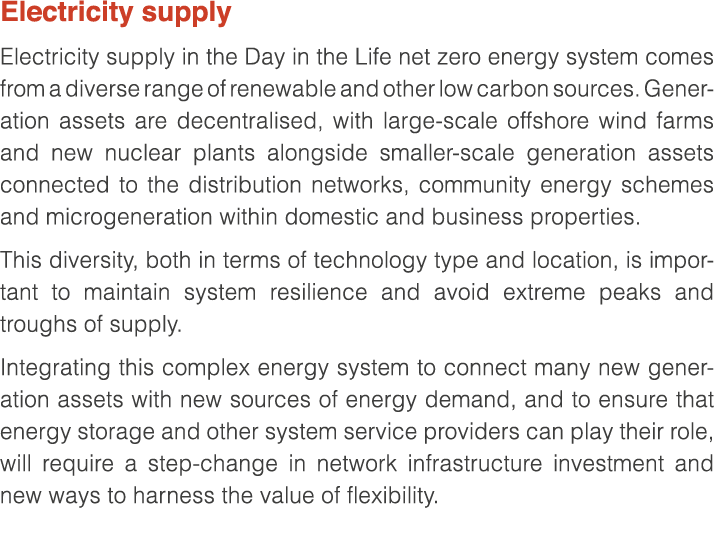 Electricity supply
Electricity supply in the Day in the Life net zero energy system comes
from a diverse range of renewable and other low carbon sources. Gener-
ation assets are decentralised, with large-scale offshore wind farms
and new nuclear plants alongside smaller-scale generation assets
connected to the distribution networks, community energy schemes
and microgeneration within domestic and business properties.
This diversity, both in terms of technology type and location, is impor-
tant to maintain system resilience and avoid extreme peaks and
troughs of supply.
Integrating this complex energy system to connect many new gener-
ation assets with new sources of energy demand, and to ensure that
energy storage and other system service providers can play their role,
will require a step-change in network infrastructure investment and
new ways to harness the value of flexibility.